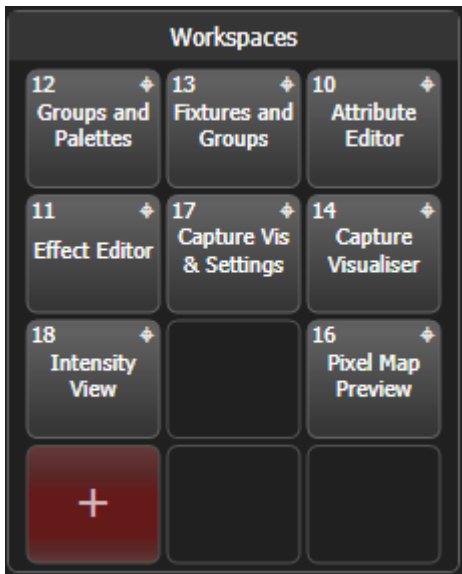 Workspaces
12
Groups and
Palettes
13
Fixtures and
Groups
10
Attribute
Editor
11
Effect Editor
17
Capture Vis
& Settings
14
Capture
Visualiser
18
Intensity
View
16
Pixel Map
Preview
+